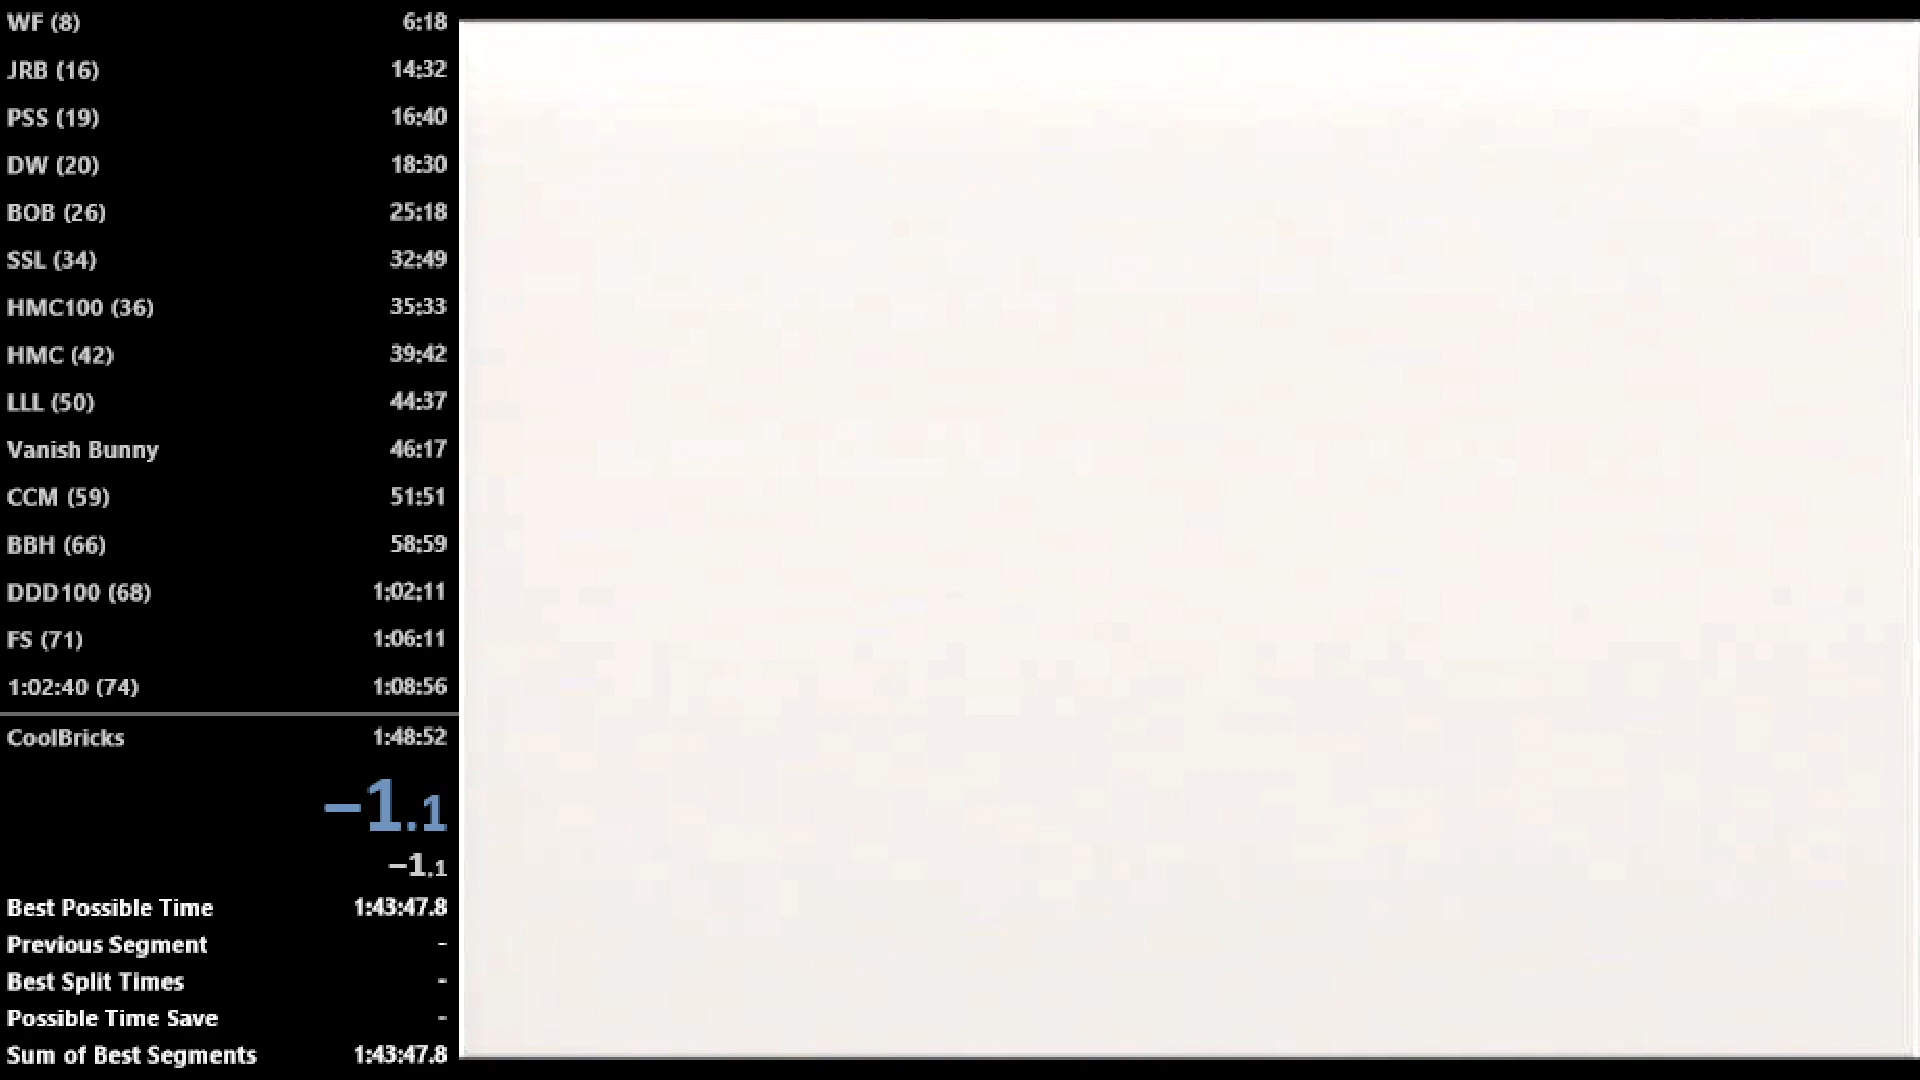 WF (8) 6:18
JRB (16) 14:32
PSS (19) 16:40
DW (20) 18:30
BOB (26) 25:18
SSL (34) 32:49
HMC100 (36) 35:33
HMC (42) 39:42
LLL (50) 44:37
Vanish Bunny 46:17
CCM (59) 51:51
BBH (66) 58:59
DDD100 (68) 1:02:11
FS (71) 1:06:11
1:02:40 (74) 1:08:56
CoolBricks 1:48:52
−1.1
−1.1
Best Possible Time 1:43:47.8
Previous Segment -
Best Split Times -
Possible Time Save -
Sum of Best Segments 1:43:47.8